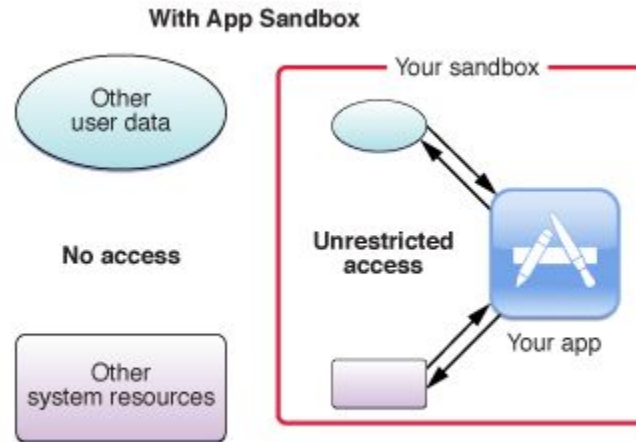 With App Sandbox
Other
user data
No access
Other
system resources
Your sandbox
Unrestricted
access
Your app